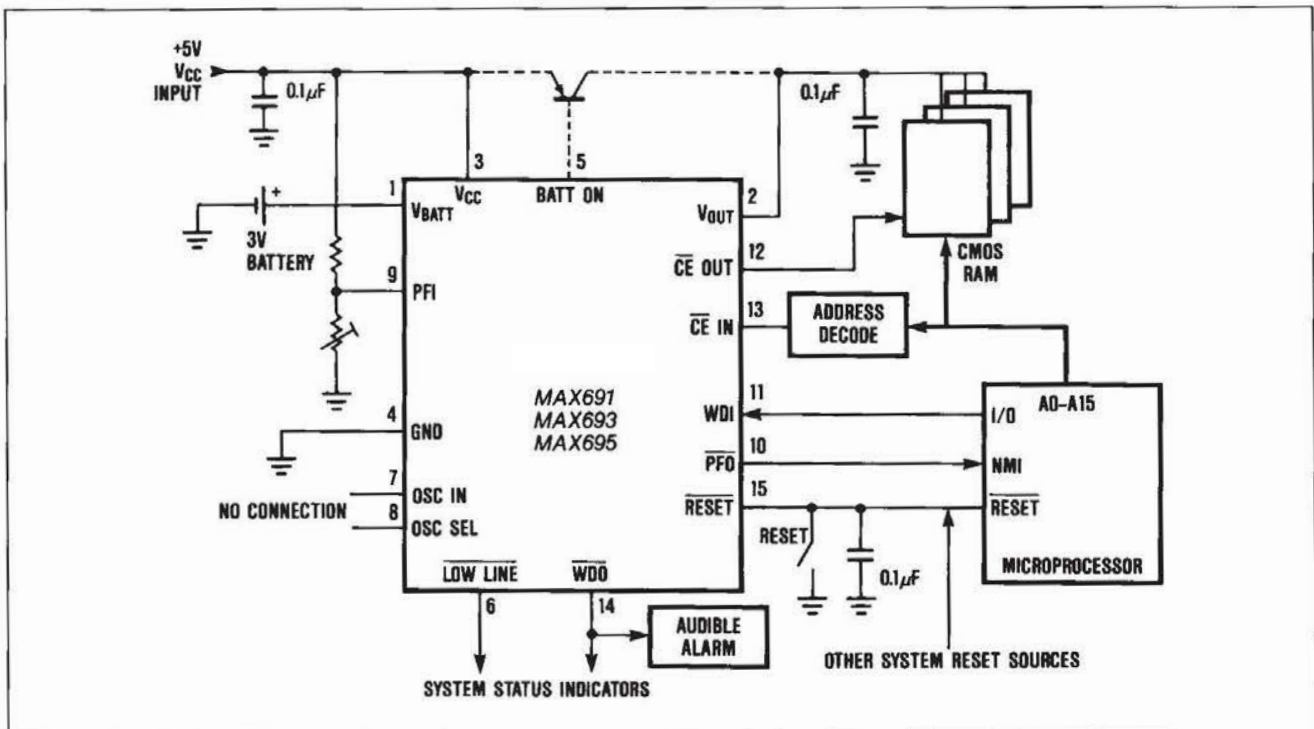 +5V
VCC
INPUT
0.1µF
0.1µF
3
5
1
VCC
BATT ON
2
VBATT
VOUT
3V
BATTERY
12
CE OUT
CMOS
RAM
9
PFI
13
CE IN
ADDRESS
DECODE
MAX691
MAX693
MAX695
11
WDI
A0-A15
I/O
4
GND
10
PFO
NMI
7
OSC IN
15
RESET
RESET
NO CONNECTION
8
OSC SEL
RESET
0.1µF
MICROPROCESSOR
LOW LINE
WDO
6
14
AUDIBLE
ALARM
OTHER SYSTEM RESET SOURCES
SYSTEM STATUS INDICATORS